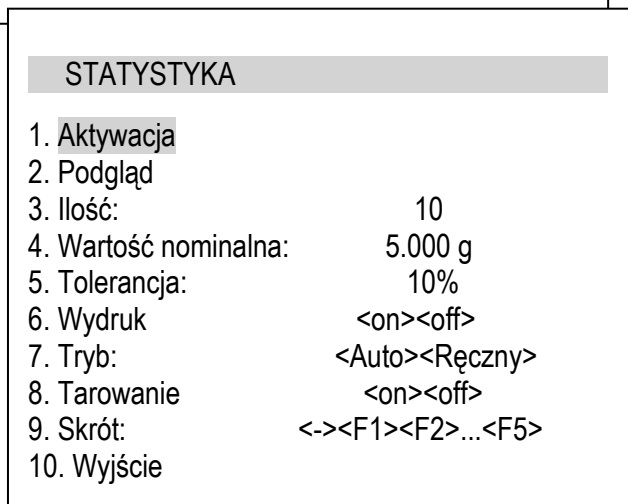 STATYSTYKA
1. Aktywacja
2. Podgląd
3. Ilość: 10
4. Wartość nominalna: 5.000 g
5. Tolerancja: 10%
6. Wydruk <on><off>
7. Tryb: <Auto><Ręczny>
8. Tarowanie <on><off>
9. Skrót: <-><F1><F2>...<F5>
10. Wyjście